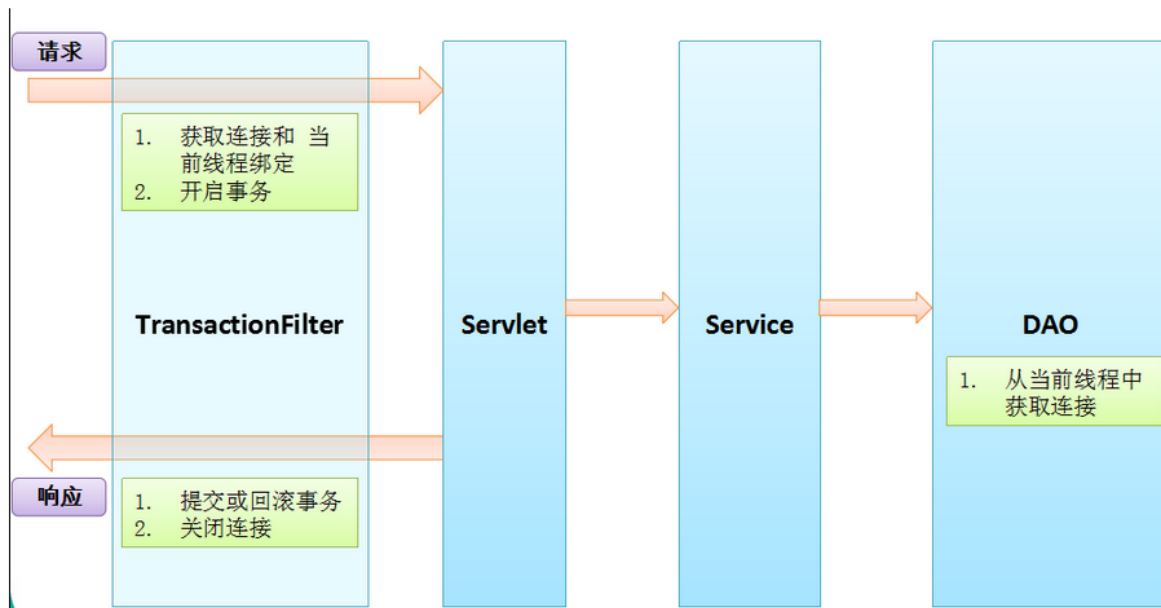 请求
1. 获取连接和 当
前线程绑定
2. 开启事务
TransactionFilter
Servlet
Service
DAO
1. 从当前线程中
获取连接
响应
1. 提交或回滚事务
2. 关闭连接